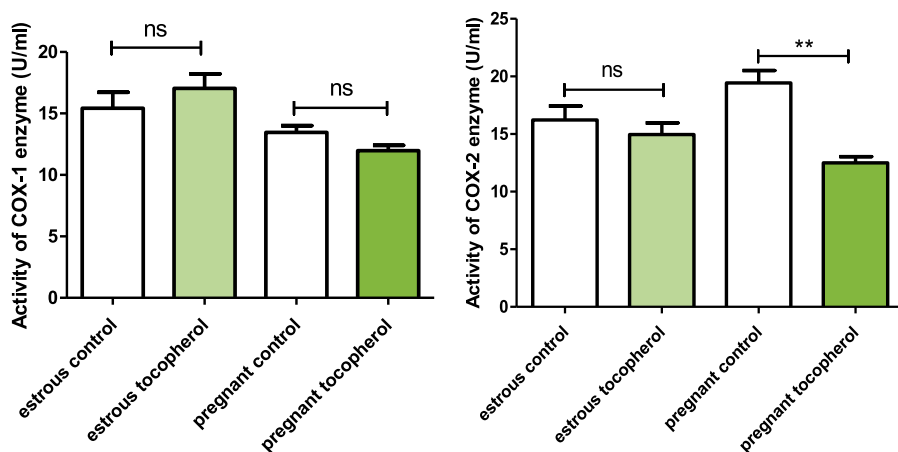 Activity of COX-1 enzyme (U/ml)
20
15
10
5
0
ns
ns
estrous control
estrous tocopherol
pregnant control
pregnant tocopherol
Activity of COX-2 enzyme (U/ml)
25
20
15
10
5
0
ns
**
estrous control
estrous tocopherol
pregnant control
pregnant tocopherol